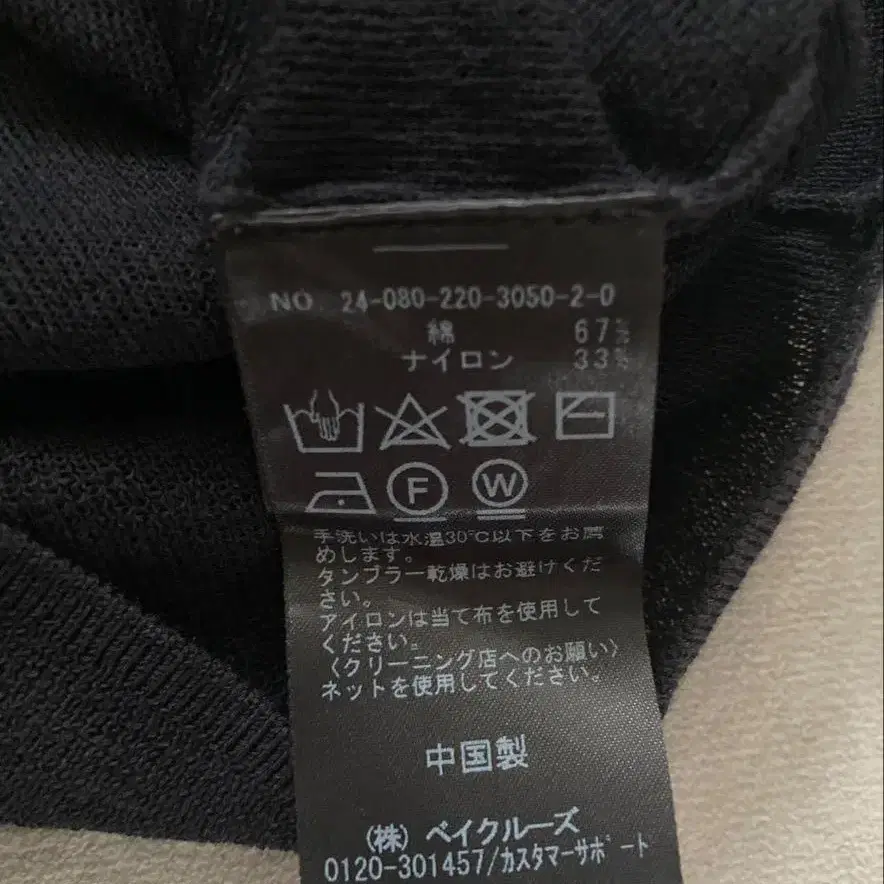 NO 24-080-220-3050-2-0
綿 67%
ナイロン 33%
F W
手洗いは水温30℃以下をお薦
めします。
タンブラー乾燥はお避けくだ
さい。
アイロンは当て布を使用して
ください。
〈クリーニング店へのお願い〉
ネットを使用してください。
中国製
(株) ベイクルーズ
0120-301457/カスタマーサポート